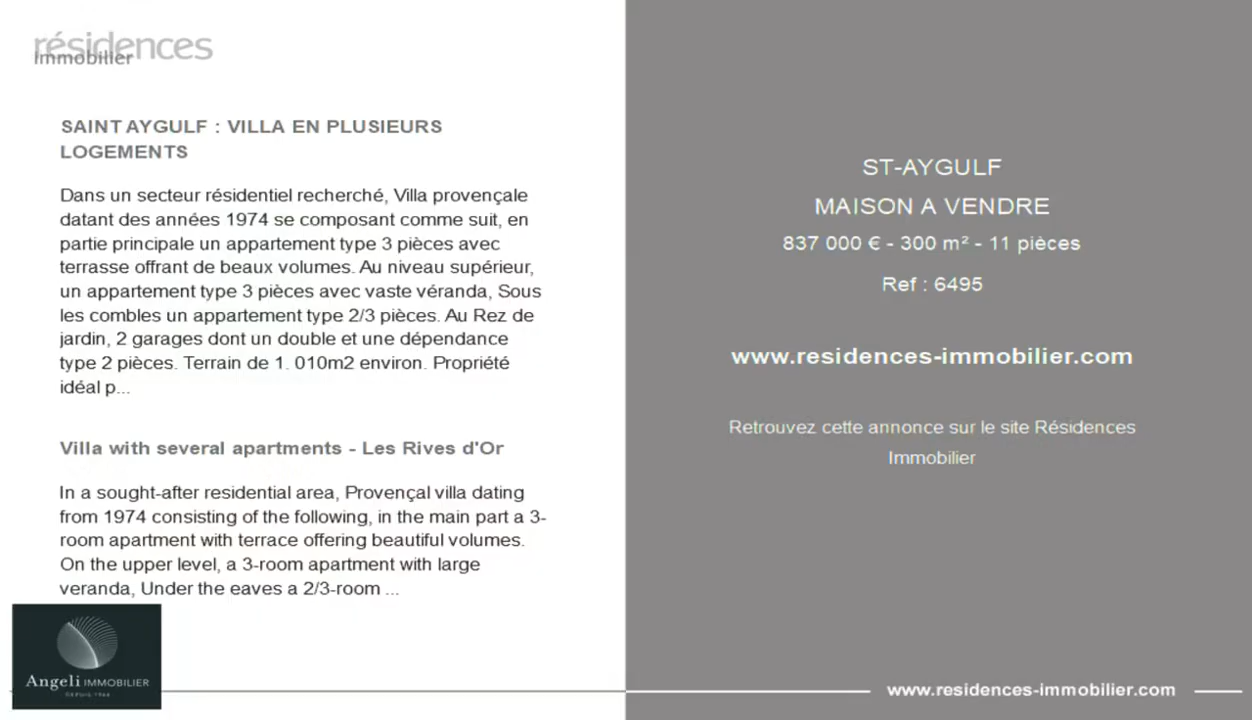 résidences
Immobilier
SAINT AYGULF : VILLA EN PLUSIEURS
LOGEMENTS
Dans un secteur résidentiel recherché, Villa provençale
datant des années 1974 se composant comme suit, en
partie principale un appartement type 3 pièces avec
terrasse offrant de beaux volumes. Au niveau supérieur,
un appartement type 3 pièces avec vaste véranda, Sous
les combles un appartement type 2/3 pièces. Au Rez de
jardin, 2 garages dont un double et une dépendance
type 2 pièces. Terrain de 1. 010m2 environ. Propriété
idéal p...
Villa with several apartments - Les Rives d'Or
In a sought-after residential area, Provençal villa dating
from 1974 consisting of the following, in the main part a 3-
room apartment with terrace offering beautiful volumes.
On the upper level, a 3-room apartment with large
veranda, Under the eaves a 2/3-room ...
Angeli IMMOBILIER
ST-AYGULF
MAISON A VENDRE
837 000 € - 300 m² - 11 pièces
Ref : 6495
www.residences-immobilier.com
Retrouvez cette annonce sur le site Résidences
Immobilier
www.residences-immobilier.com